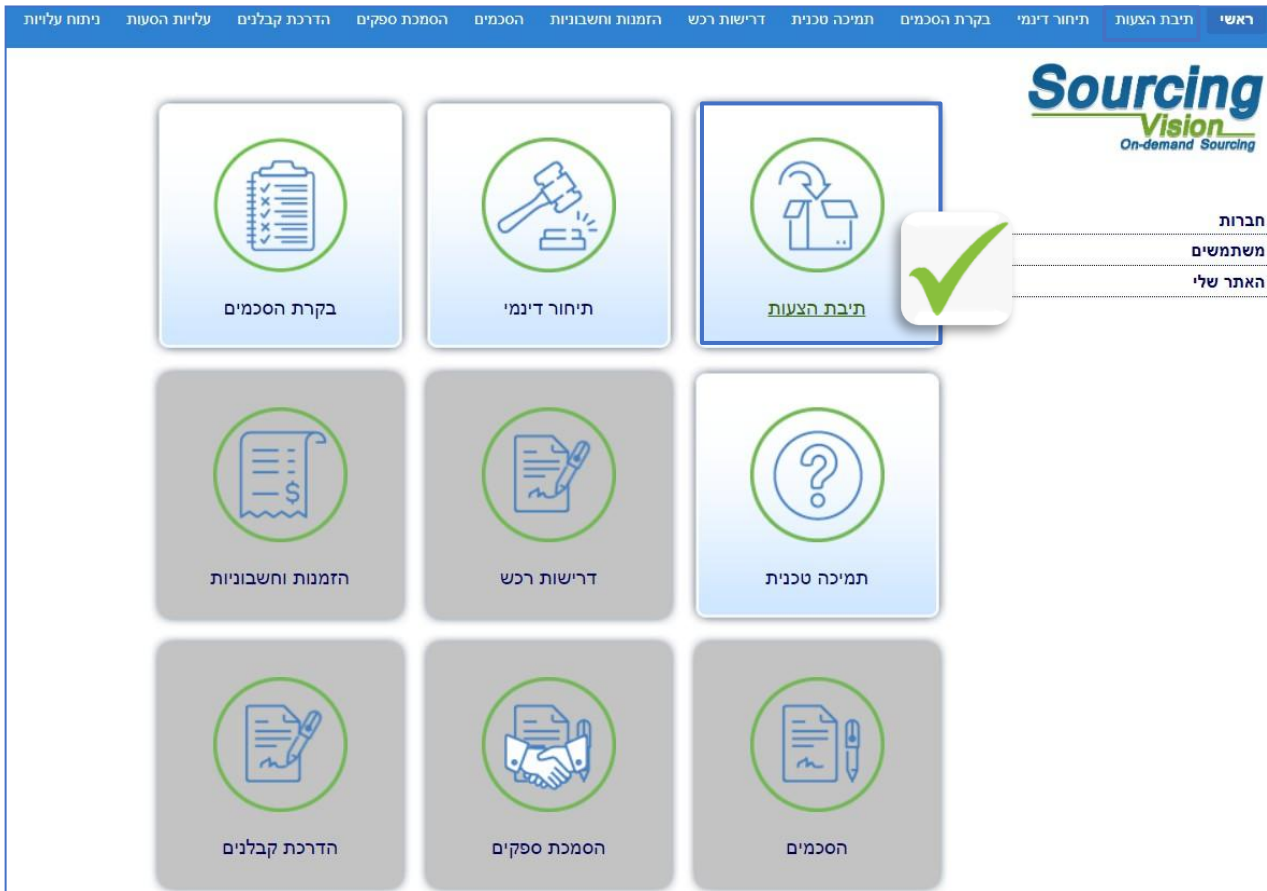 ראשי תיבת הצעות תיחור דינמי בקרת הסכמים תמיכה טכנית דרישות רכש הזמנות וחשבוניות הסכמים הסמכת ספקים הדרכת קבלנים עלויות הסעות ניתוח עלויות
Sourcing
Vision
On-demand Sourcing
חברות
משתמשים
האתר שלי
תיבת הצעות תיחור דינמי בקרת הסכמים
$
?
תמיכה טכנית דרישות רכש הזמנות וחשבוניות
הסכמים הסמכת ספקים הדרכת קבלנים